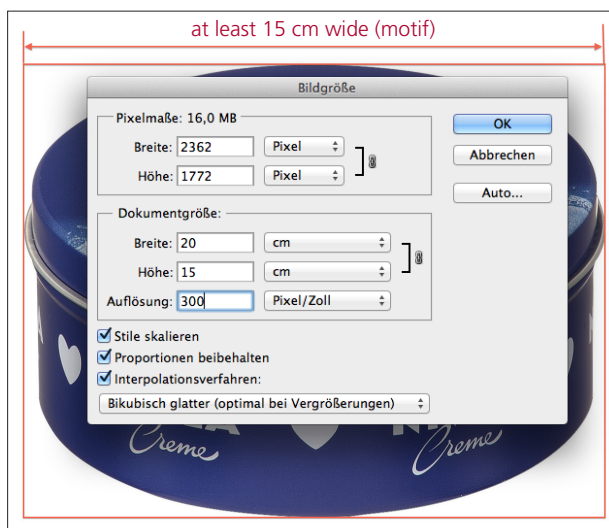 at least 15 cm wide (motif)
Bildgröße
Pixelmaße: 16,0 MB
Breite: 2362 Pixel
Höhe: 1772 Pixel
Dokumentgröße:
Breite: 20 cm
Höhe: 15 cm
Auflösung: 300 Pixel/Zoll
Stile skalieren
Proportionen beibehalten
Interpolationsverfahren:
Bikubisch glatter (optimal bei Vergrößerungen)
OK
Abbrechen
Auto...
Creme
Creme